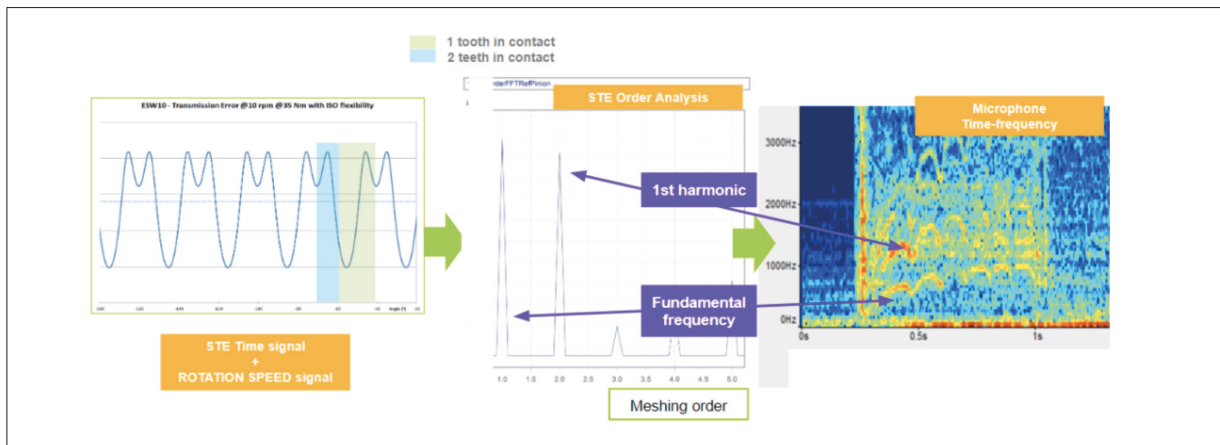 1 tooth in contact
2 teeth in contact
ESW10 - Transmission Error @10 rpm @35 Nm with ISO flexibility
Angle (°)
STE Time signal
+
ROTATION SPEED signal
orderFFTRefPinion
STE Order Analysis
1st harmonic
Fundamental
frequency
1.0 1.5 2.0 2.5 3.0 3.5 4.0 4.5 5.0
Meshing order
Microphone
Time-frequency
3000Hz
2000Hz
1000Hz
0Hz
0s 0.5s 1s